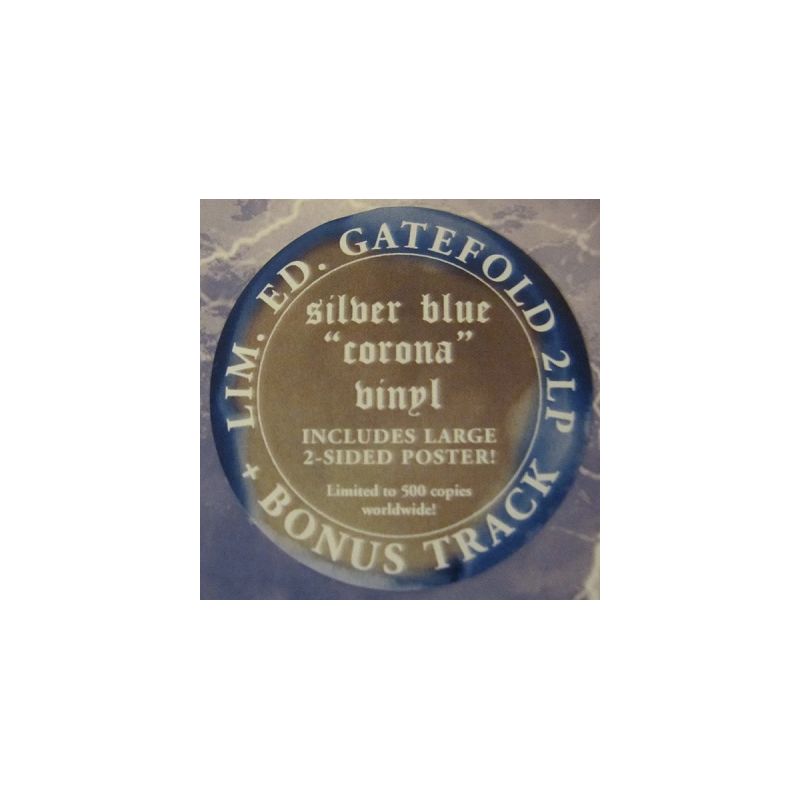 LIM. ED. GATEFOLD 2LP
+ BONUS TRACK
silver blue
“corona”
vinyl
INCLUDES LARGE
2-SIDED POSTER!
Limited to 500 copies
worldwide!